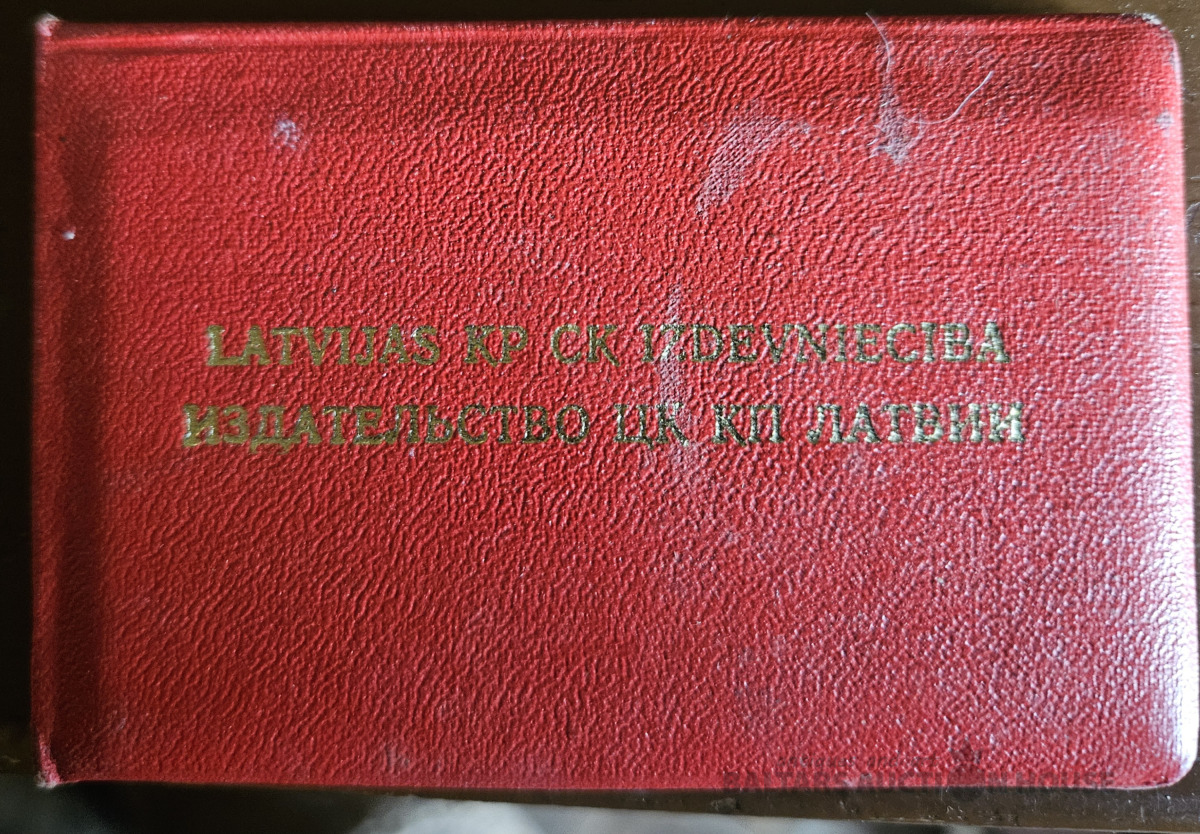 LATVIJAS KP CK IZDEVNIECIBA
ИЗДАТЕЛЬСТВО ЦК КП ЛАТВИИ